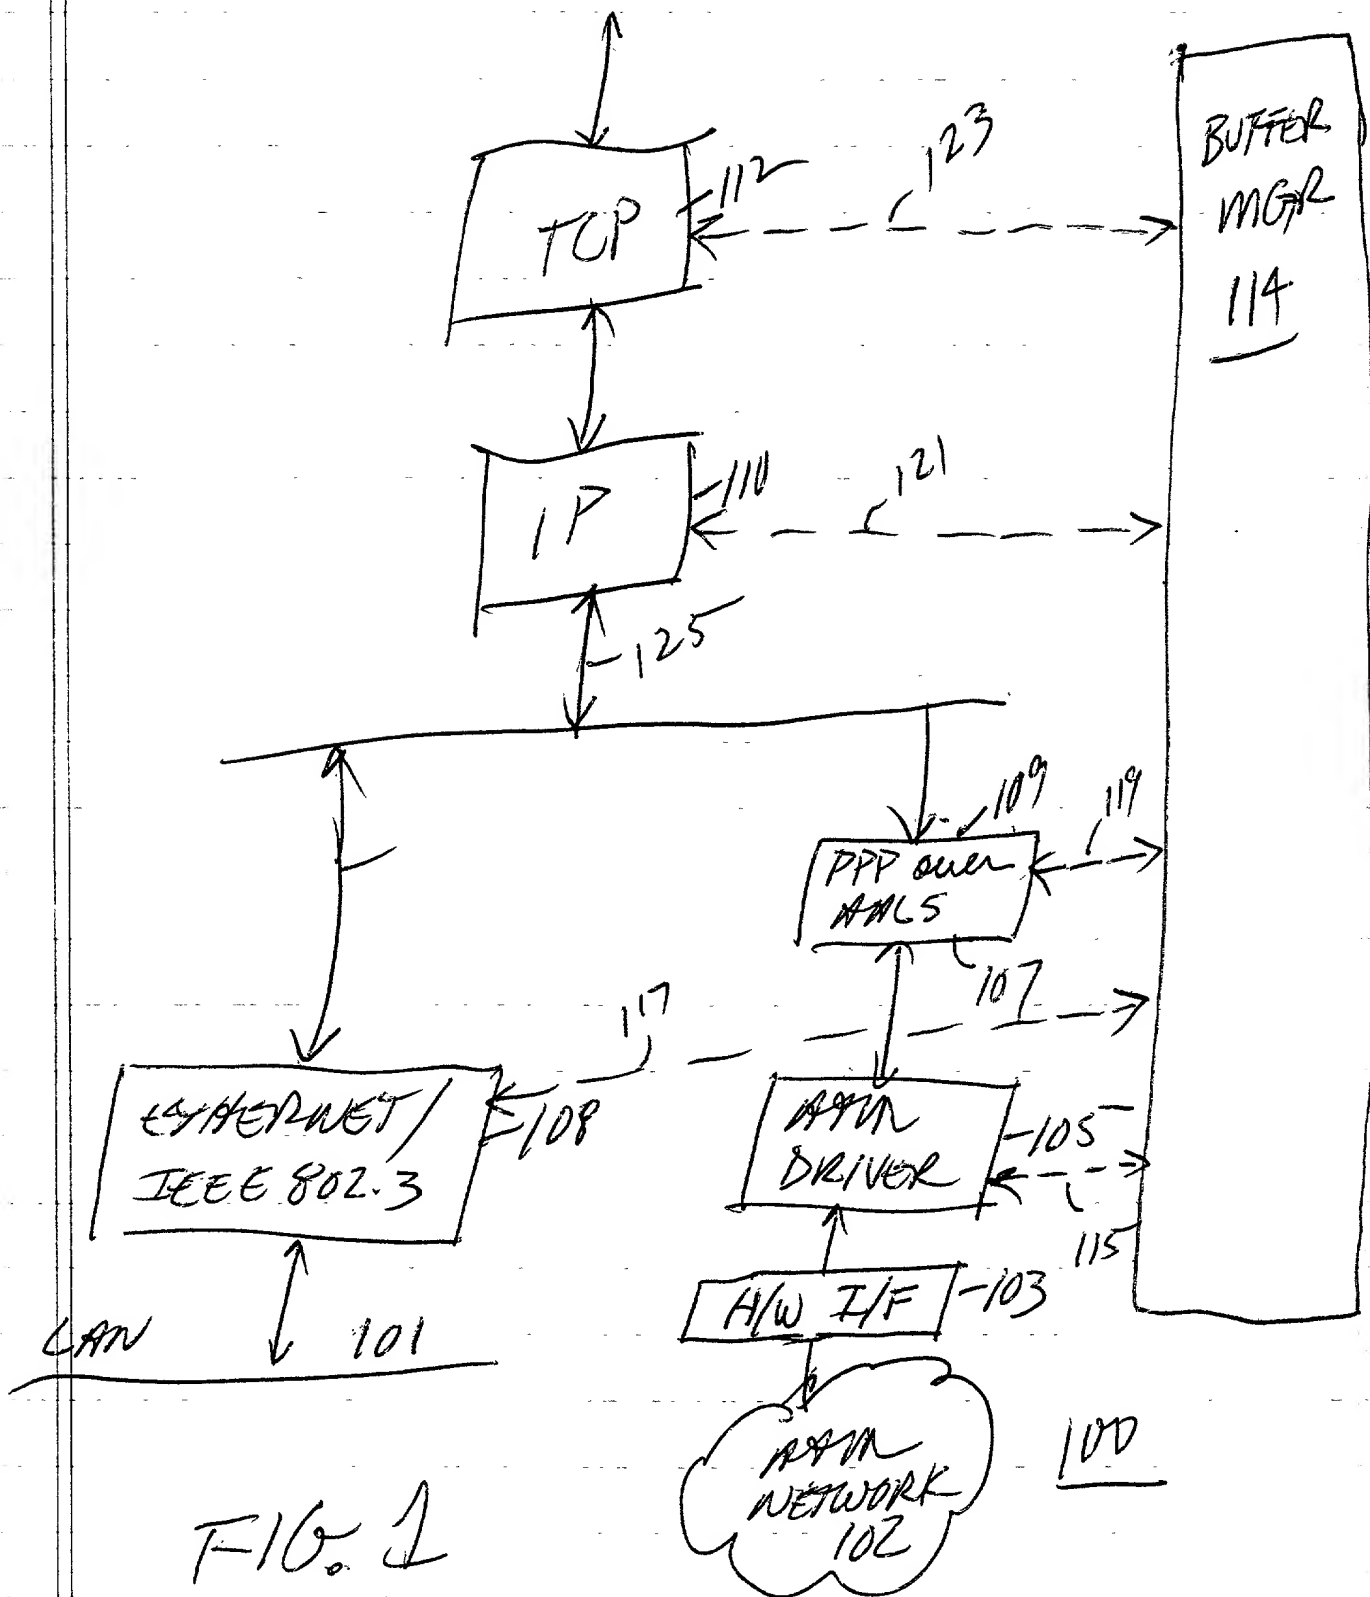 123
BUFFER
MGR
114
112
TCP
121
110
IP
125
109
119
PPP over
AAL5
107
117
ETHERNET/
IEEE 802.3
108
ATM
DRIVER
105
115
H/W I/F
103
LAN
101
ATM
NETWORK
102
100
FIG. 1